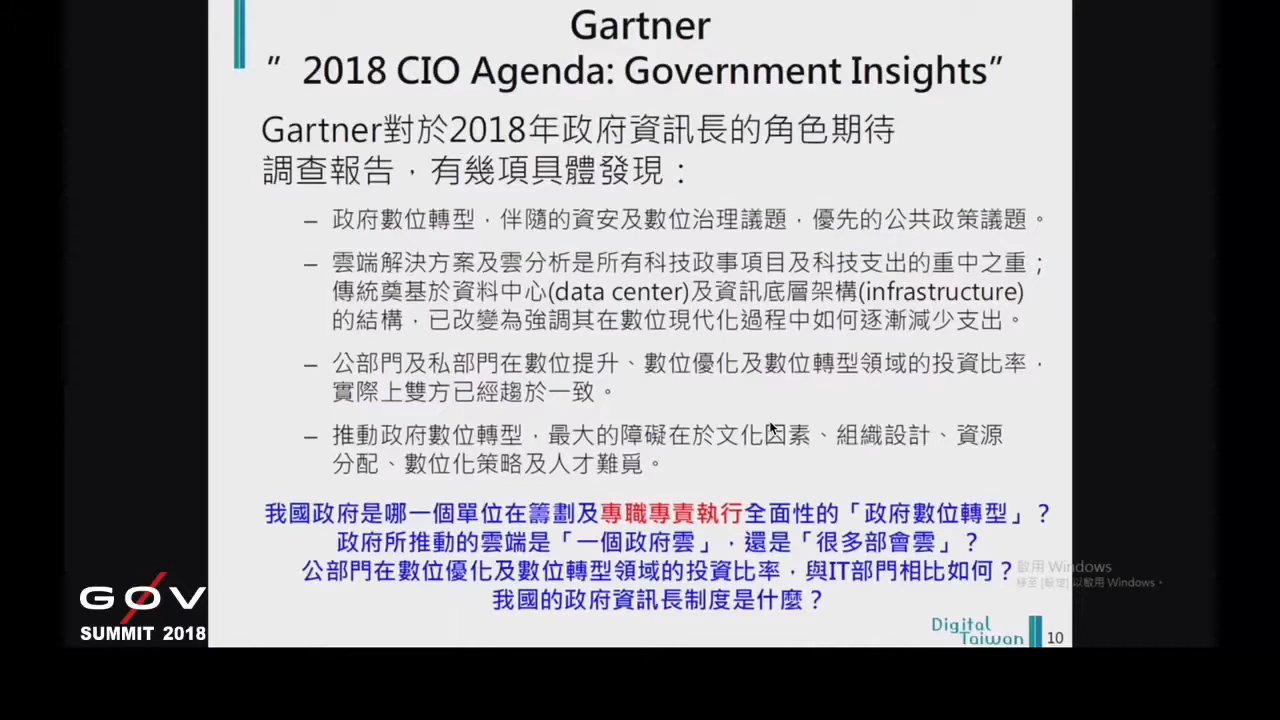 Gartner
” 2018 CIO Agenda: Government Insights”
Gartner對於2018年政府資訊長的角色期待
調查報告，有幾項具體發現：
– 政府數位轉型，伴隨的資安及數位治理議題，優先的公共政策議題。
– 雲端解決方案及雲分析是所有科技政事項目及科技支出的重中之重；
傳統奠基於資料中心(data center)及資訊底層架構(infrastructure)
的結構，已改變為強調其在數位現代化過程中如何逐漸減少支出。
– 公部門及私部門在數位提升、數位優化及數位轉型領域的投資比率，
實際上雙方已經趨於一致。
– 推動政府數位轉型，最大的障礙在於文化因素、組織設計、資源
分配、數位化策略及人才難覓。
我國政府是哪一個單位在籌劃及專職專責執行全面性的「政府數位轉型」？
政府所推動的雲端是「一個政府雲」，還是「很多部會雲」？
公部門在數位優化及數位轉型領域的投資比率，與IT部門相比如何？
我國的政府資訊長制度是什麼？
啟用 Windows
移至 [設定] 以啟用 Windows。
GOV
SUMMIT 2018
Digital
Taiwan
10